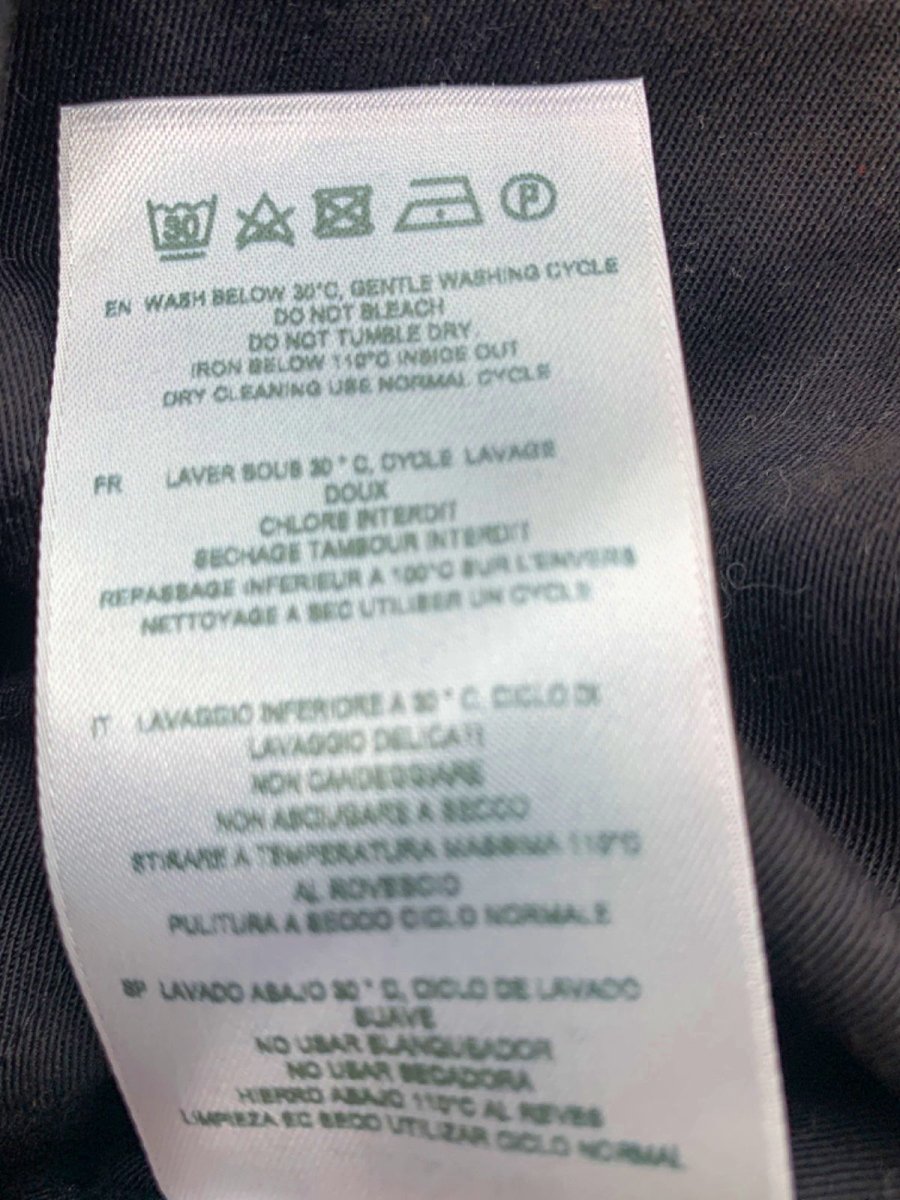 30 P
EN WASH BELOW 30°C, GENTLE WASHING CYCLE
DO NOT BLEACH
DO NOT TUMBLE DRY
IRON BELOW 110°C INSIDE OUT
DRY CLEANING USE NORMAL CYCLE
FR LAVER SOUS 30 ° C, CYCLE LAVAGE
DOUX
CHLORE INTERDIT
SECHAGE TAMBOUR INTERDIT
REPASSAGE INFERIEUR A 100°C SUR L'ENVERS
NETTOYAGE A SEC UTILISER UN CYCLE
IT LAVAGGIO INFERIORE A 30 ° C, CICLO DI
LAVAGGIO DELICATI
NON CANDEGGIARE
NON ASCIUGARE A SECCO
STIRARE A TEMPERATURA MASSIMA 110°C
AL ROVESCIO
PULITURA A SECCO CICLO NORMALE
SP LAVADO ABAJO 30 ° C, CICLO DE LAVADO
SUAVE
NO USAR BLANQUEADOR
NO USAR SECADORA
HIERRO ABAJO 110°C AL REVES
LIMPIEZA EC SECO UTILIZAR CICLO NORMAL